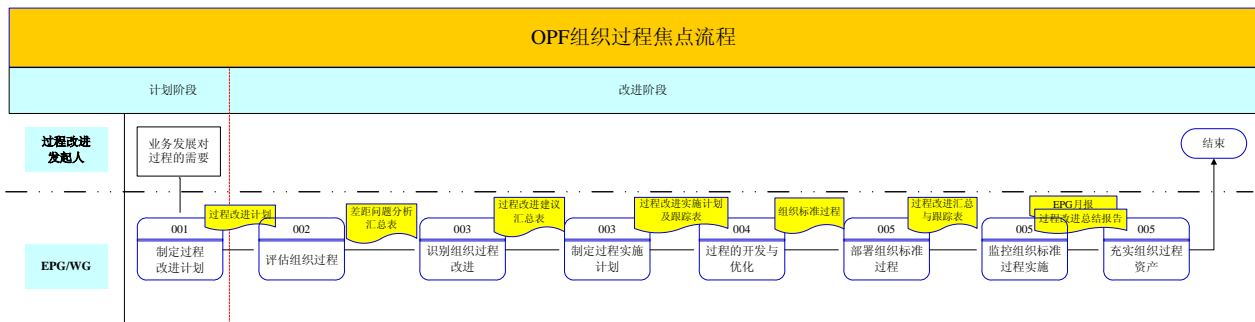 OPF组织过程焦点流程
计划阶段
改进阶段
过程改进
发起人
业务发展对
过程的需要
结束
EPG/WG
001
制定过程
改进计划
过程改进计划
002
评估组织过程
差距问题分析
汇总表
003
识别组织过程
改进
过程改进建议
汇总表
003
制定过程实施
计划
过程改进实施计划
及跟踪表
004
过程的开发与
优化
组织标准过程
005
部署组织标准
过程
过程改进汇总
与跟踪表
005
监控组织标准
过程实施
EPG月报
过程改进总结报告
005
充实组织过程
资产